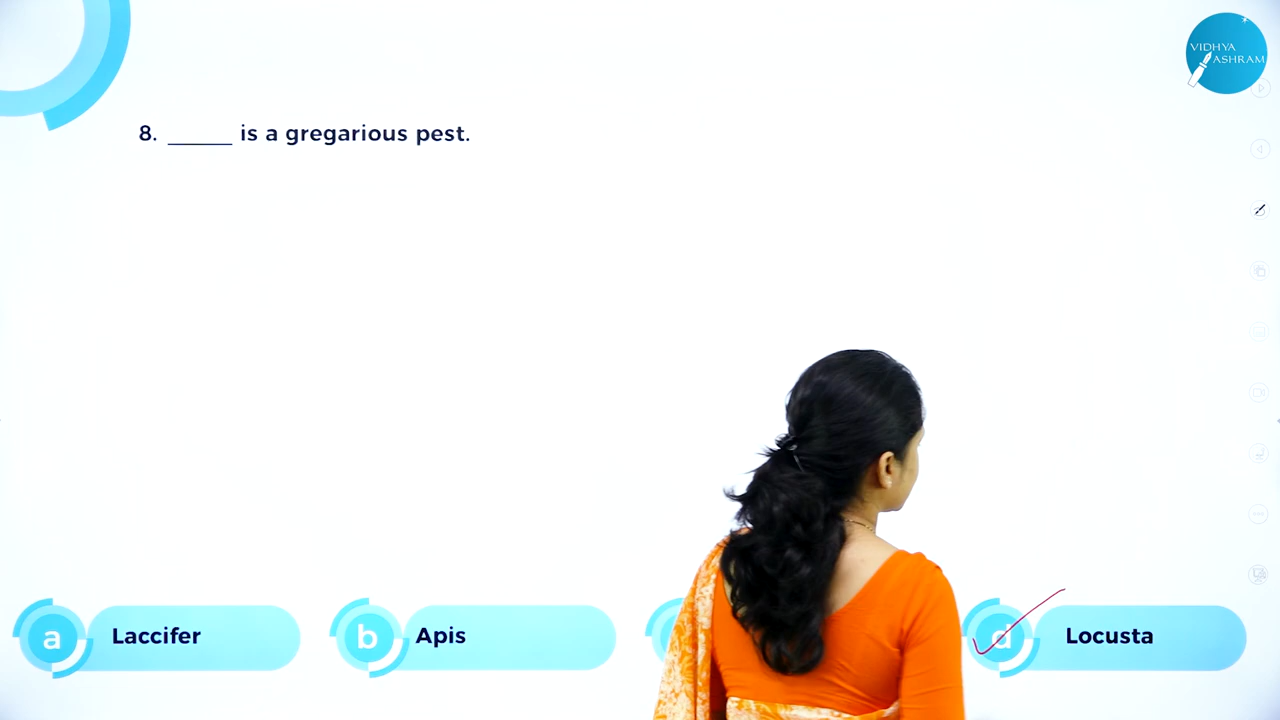 VIDHYA
ASHRAM
8. ______ is a gregarious pest.
a Laccifer
b Apis
d Locusta